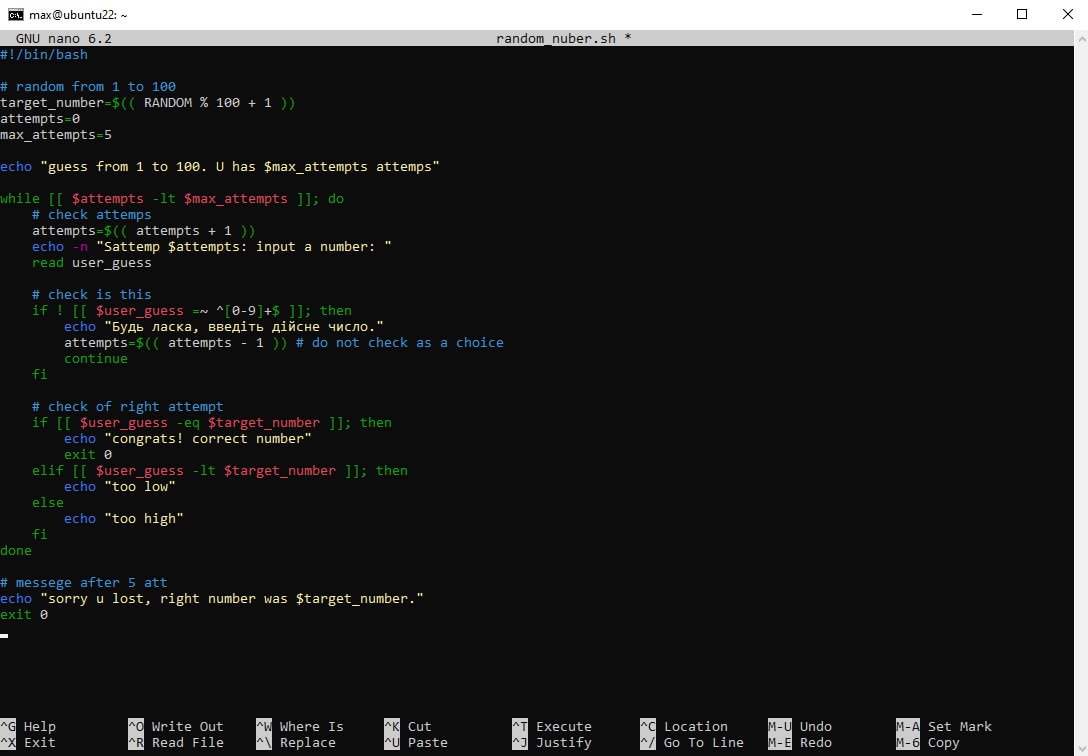 max@ubuntu22: ~
GNU nano 6.2 random_nuber.sh *
#!/bin/bash
# random from 1 to 100
target_number=$(( RANDOM % 100 + 1 ))
attempts=0
max_attempts=5
echo "guess from 1 to 100. U has $max_attempts attemps"
while [[ $attempts -lt $max_attempts ]]; do
# check attemps
attempts=$(( attempts + 1 ))
echo -n "Sattemp $attempts: input a number: "
read user_guess
# check is this
if ! [[ $user_guess =~ ^[0-9]+$ ]]; then
echo "Будь ласка, введіть дійсне число."
attempts=$(( attempts - 1 )) # do not check as a choice
continue
fi
# check of right attempt
if [[ $user_guess -eq $target_number ]]; then
echo "congrats! correct number"
exit 0
elif [[ $user_guess -lt $target_number ]]; then
echo "too low"
else
echo "too high"
fi
done
# messege after 5 att
echo "sorry u lost, right number was $target_number."
exit 0
^G Help ^O Write Out ^W Where Is ^K Cut ^T Execute ^C Location M-U Undo M-A Set Mark
^X Exit ^R Read File ^\ Replace ^U Paste ^J Justify ^/ Go To Line M-E Redo M-6 Copy